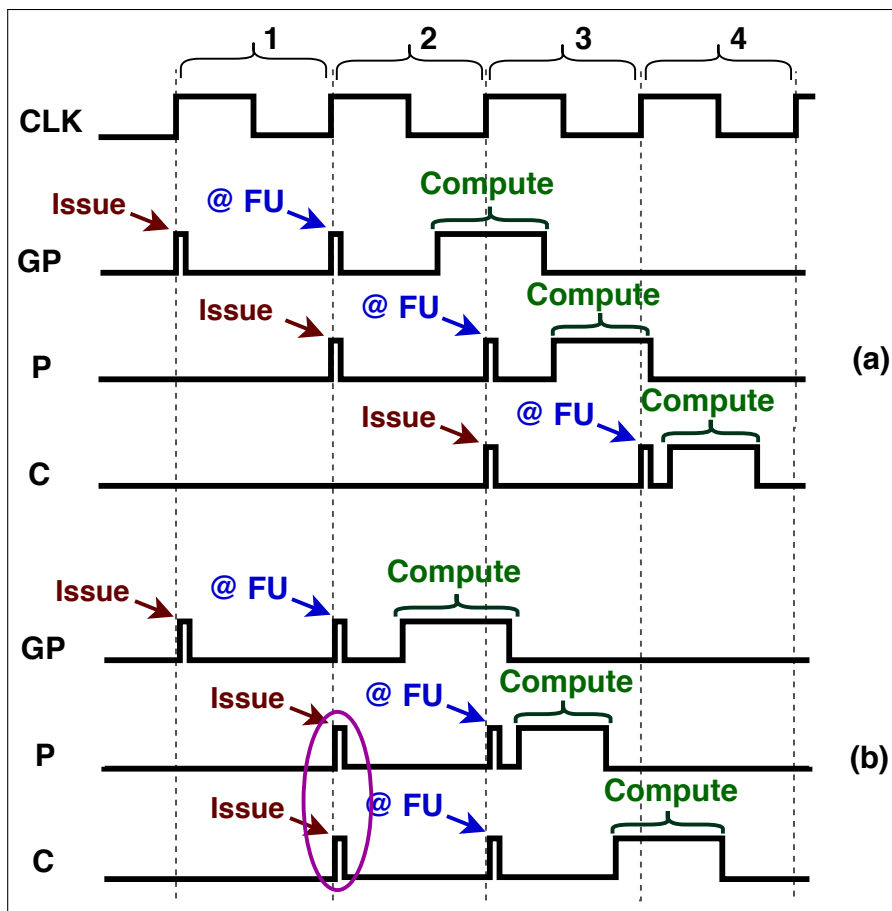 1 2 3 4
CLK
Compute
Issue @ FU
GP
Compute
Issue @ FU
P
(a)
Compute
Issue @ FU
C
Compute
Issue @ FU
GP
Compute
Issue @ FU
P
(b)
Compute
Issue @ FU
C